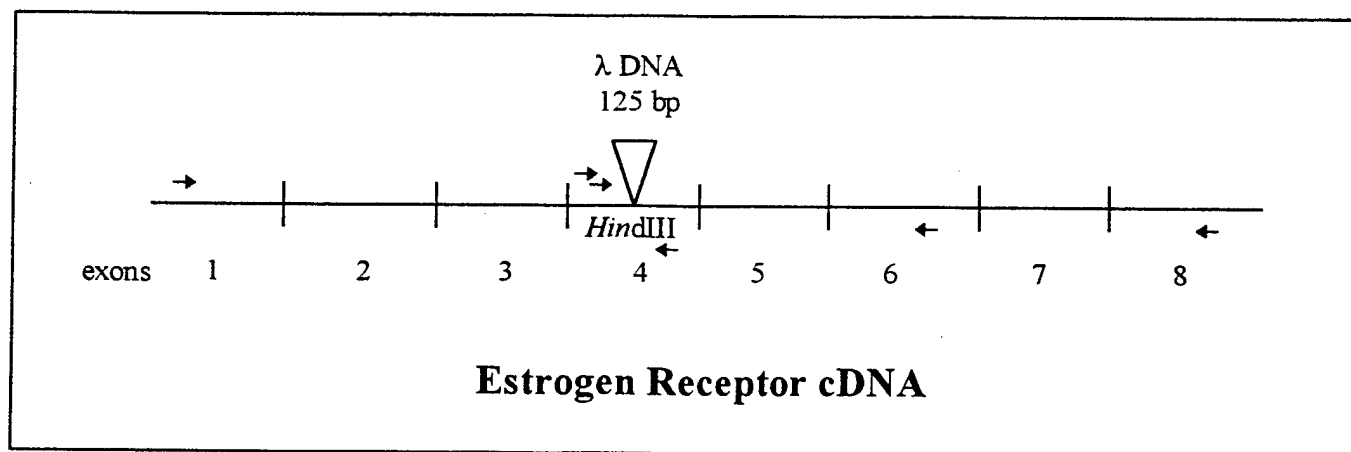 λ DNA
125 bp
HindIII
exons 1 2 3 4 5 6 7 8
Estrogen Receptor cDNA